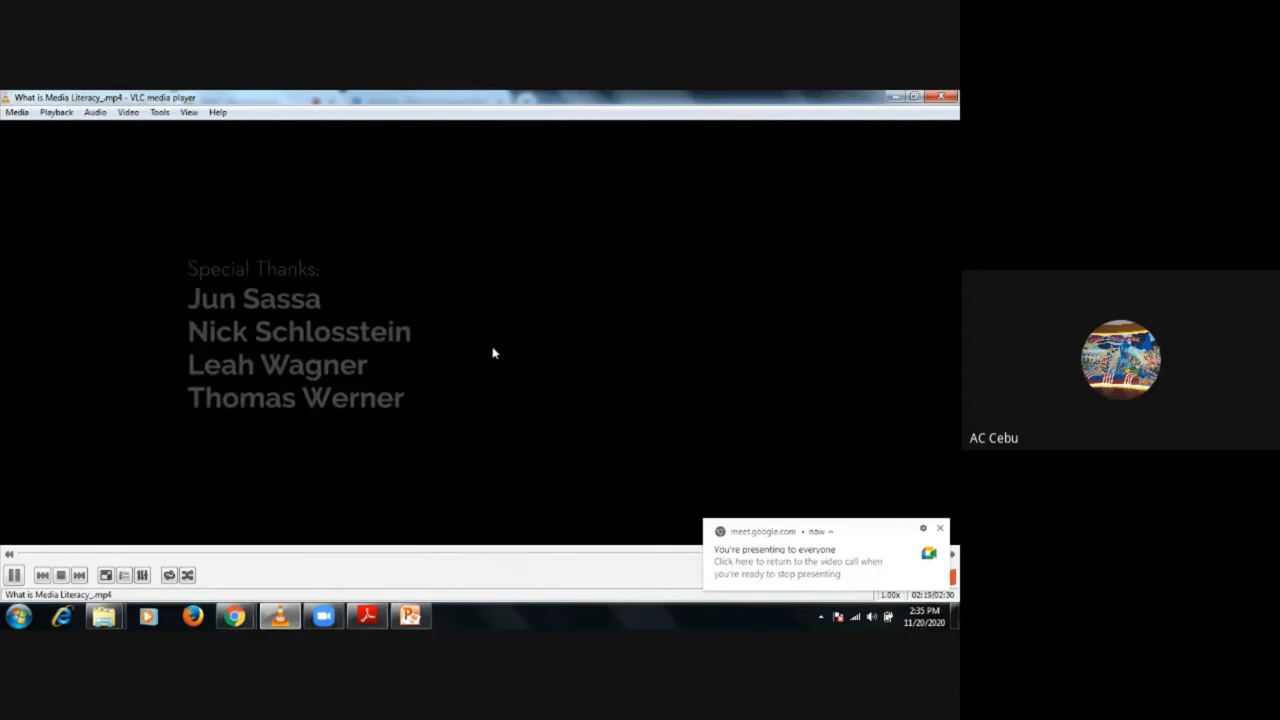 What is Media Literacy_.mp4 - VLC media player
Media Playback Audio Video Tools View Help
Special Thanks:
Jun Sassa
Nick Schlosstein
Leah Wagner
Thomas Werner
AC Cebu
meet.google.com • now
You're presenting to everyone
Click here to return to the video call when
you're ready to stop presenting
What is Media Literacy_.mp4
1.00x 02:19/02:30
2:35 PM
11/20/2020